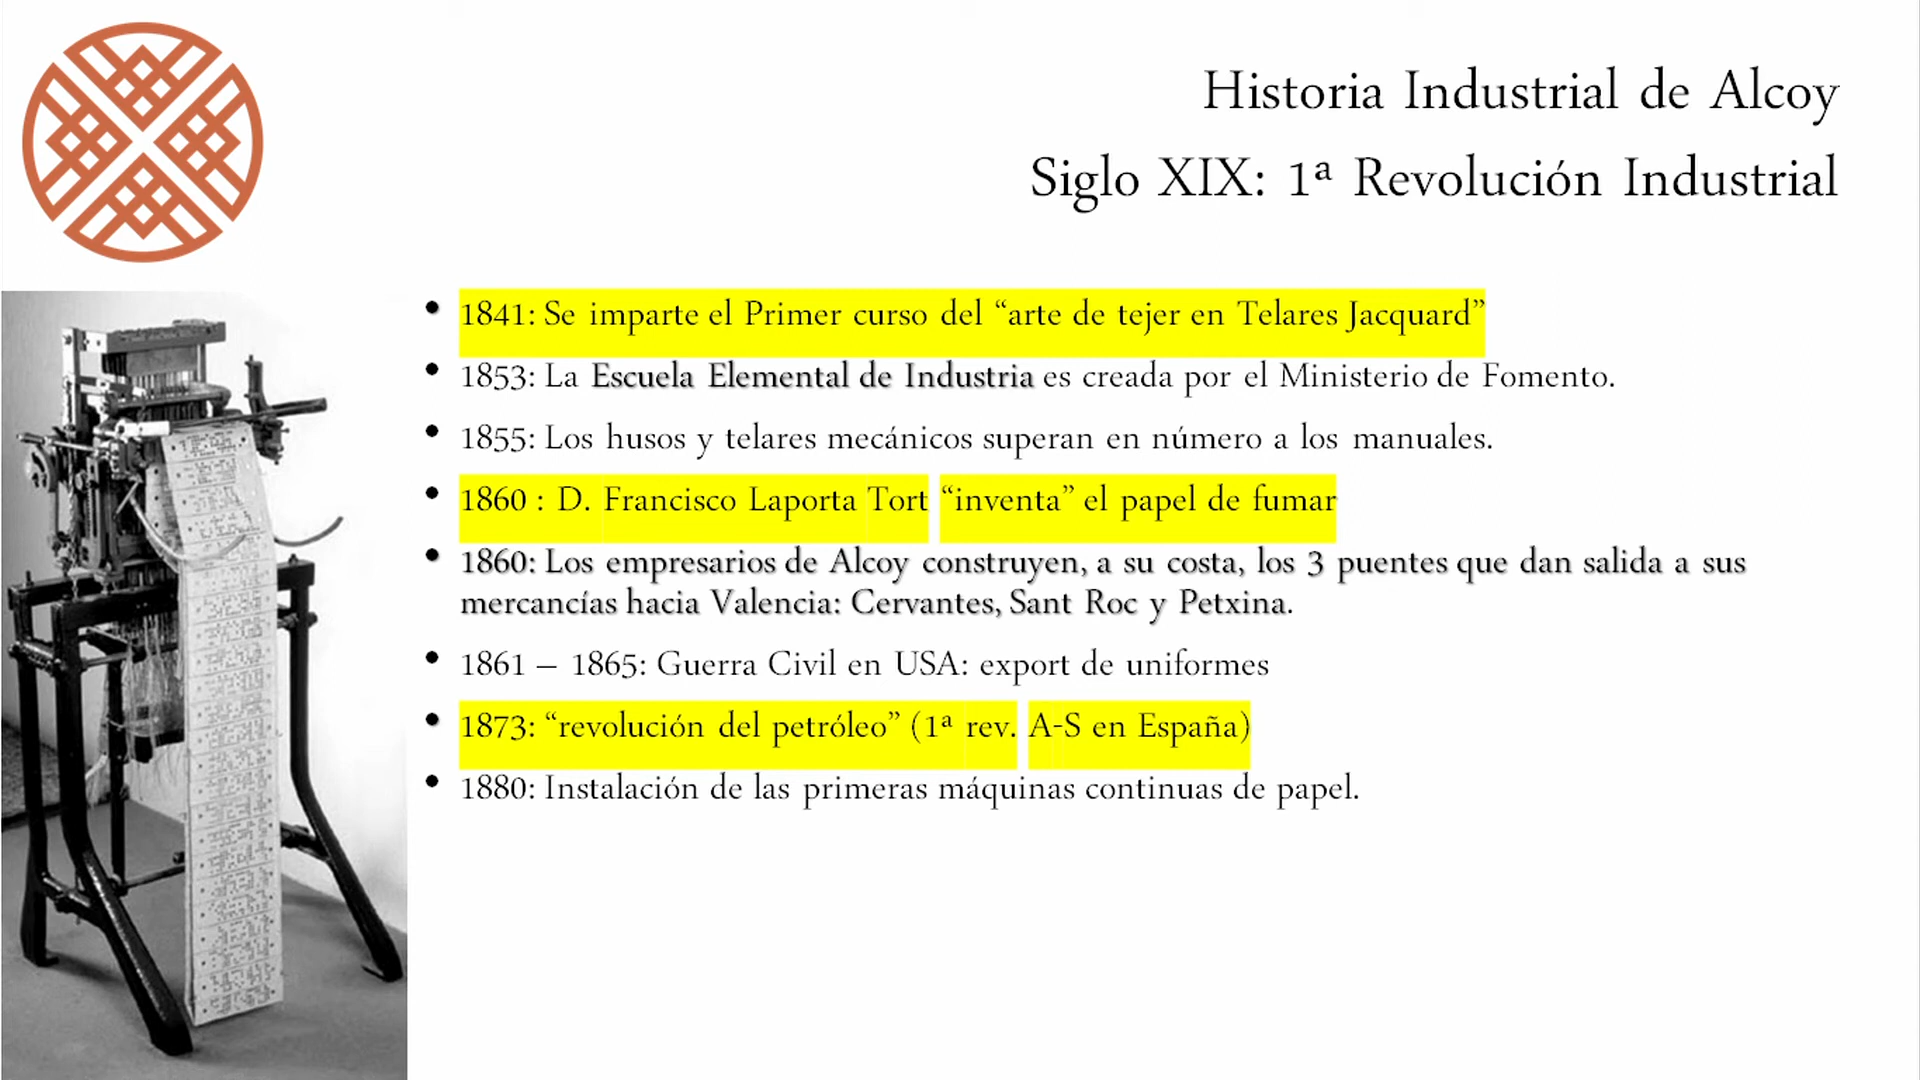 Historia Industrial de Alcoy
Siglo XIX: 1ª Revolución Industrial
• 1841: Se imparte el Primer curso del “arte de tejer en Telares Jacquard”
• 1853: La Escuela Elemental de Industria es creada por el Ministerio de Fomento.
• 1855: Los husos y telares mecánicos superan en número a los manuales.
• 1860 : D. Francisco Laporta Tort “inventa” el papel de fumar
• 1860: Los empresarios de Alcoy construyen, a su costa, los 3 puentes que dan salida a sus
mercancías hacia Valencia: Cervantes, Sant Roc y Petxina.
• 1861 – 1865: Guerra Civil en USA: export de uniformes
• 1873: “revolución del petróleo” (1ª rev. A-S en España)
• 1880: Instalación de las primeras máquinas continuas de papel.